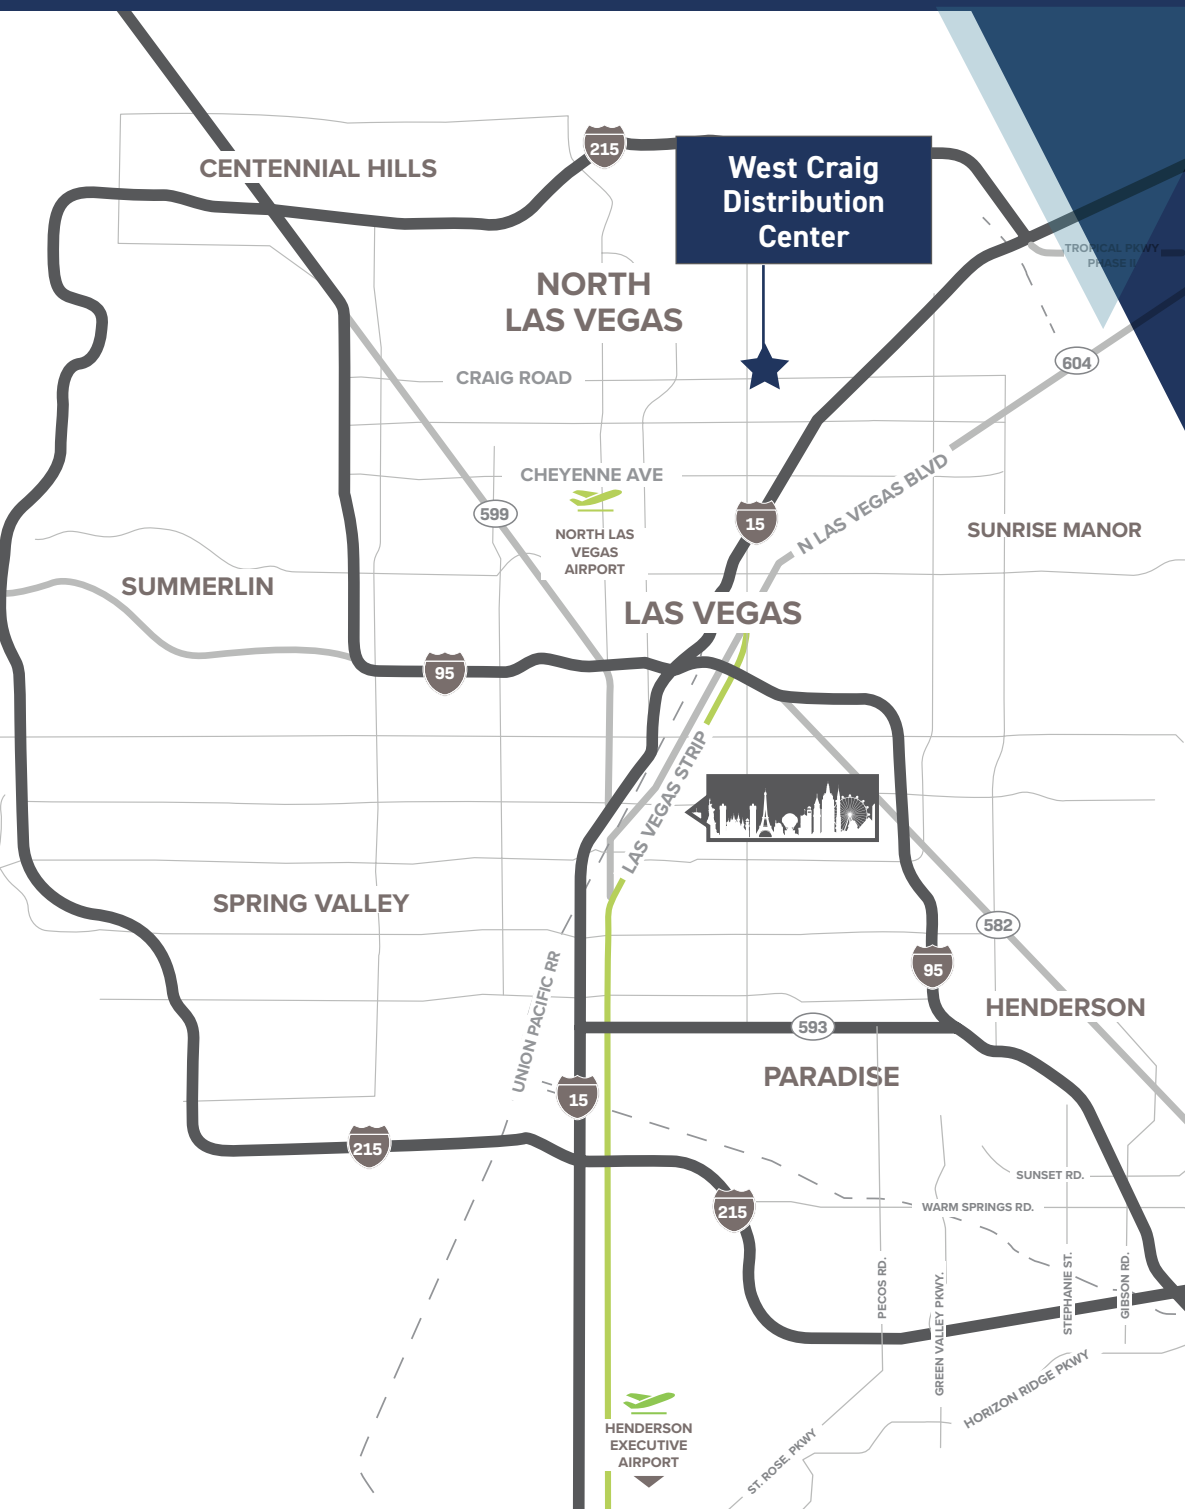 215
CENTENNIAL HILLS
West Craig
Distribution
Center
TROPICAL PKWY
PHASE II
NORTH
LAS VEGAS
604
CRAIG ROAD
CHEYENNE AVE
N LAS VEGAS BLVD
599
15
NORTH LAS
VEGAS
AIRPORT
SUNRISE MANOR
SUMMERLIN
LAS VEGAS
95
LAS VEGAS STRIP
SPRING VALLEY
582
UNION PACIFIC RR
95
HENDERSON
593
PARADISE
15
215
SUNSET RD.
215
WARM SPRINGS RD.
PECOS RD.
GREEN VALLEY PKWY.
STEPHANIE ST.
GIBSON RD.
HORIZON RIDGE PKWY
HENDERSON
EXECUTIVE
AIRPORT
ST. ROSE. PKWY